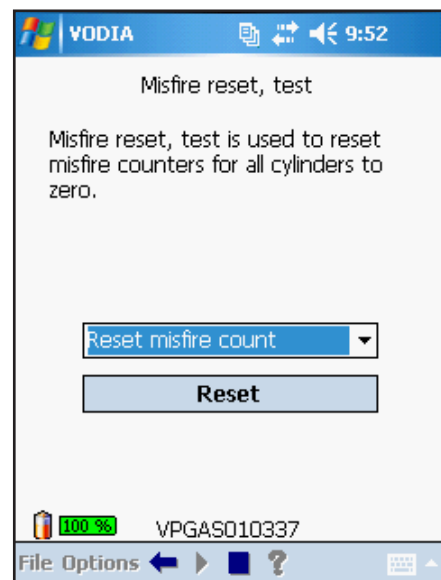 VODIA 9:52
Misfire reset, test
Misfire reset, test is used to reset
misfire counters for all cylinders to
zero.
Reset misfire count
Reset
100 % VPGAS010337
File Options ?